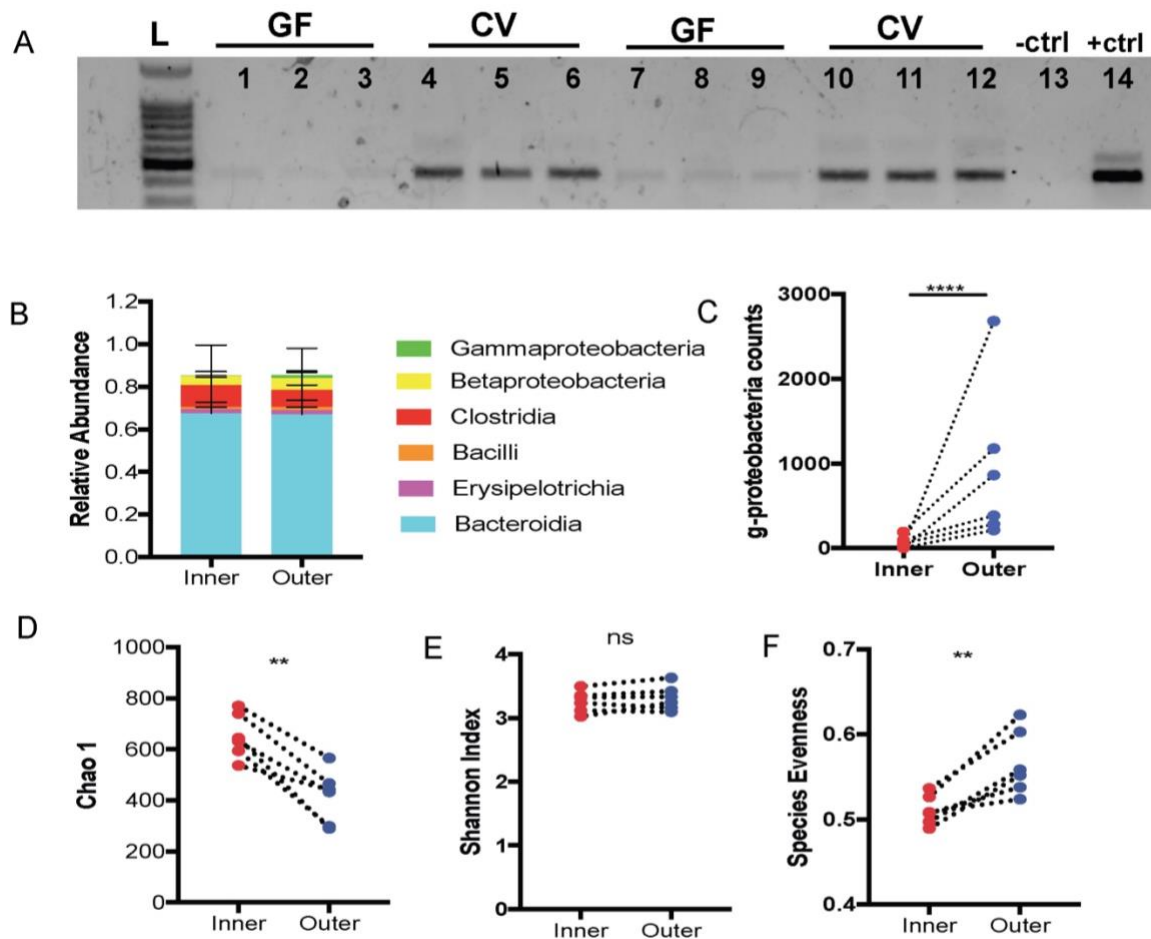 A
L GF CV GF CV -ctrl +ctrl
1 2 3 4 5 6 7 8 9 10 11 12 13 14
B
Relative Abundance
1.2
1.0
0.8
0.6
0.4
0.2
0.0
Inner Outer
Gammaproteobacteria
Betaproteobacteria
Clostridia
Bacilli
Erysipelotrichia
Bacteroidia
C
g-proteobacteria counts
****
3000
2000
1000
0
Inner Outer
D
Chao 1
**
1000
800
600
400
200
0
Inner Outer
E
Shannon Index
ns
4
3
2
1
0
Inner Outer
F
Species Evenness
**
0.7
0.6
0.5
0.4
Inner Outer